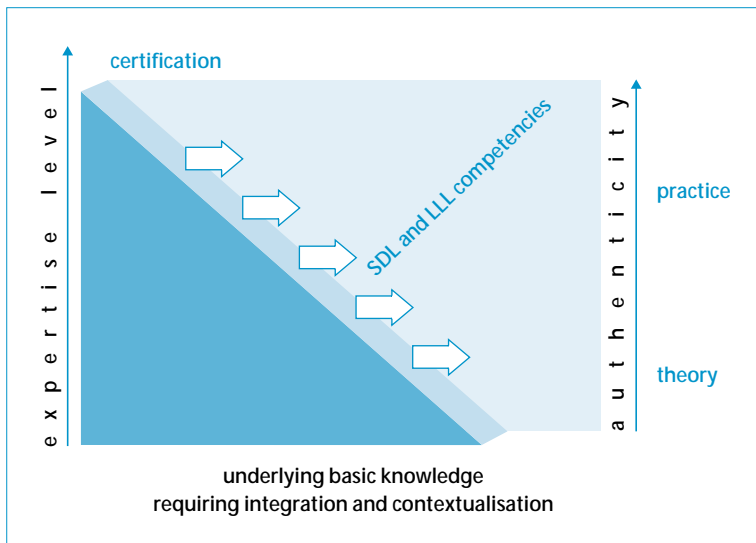 certification
expertise level
SDL and LLL competencies
authenticity
practice
theory
underlying basic knowledge
requiring integration and contextualisation